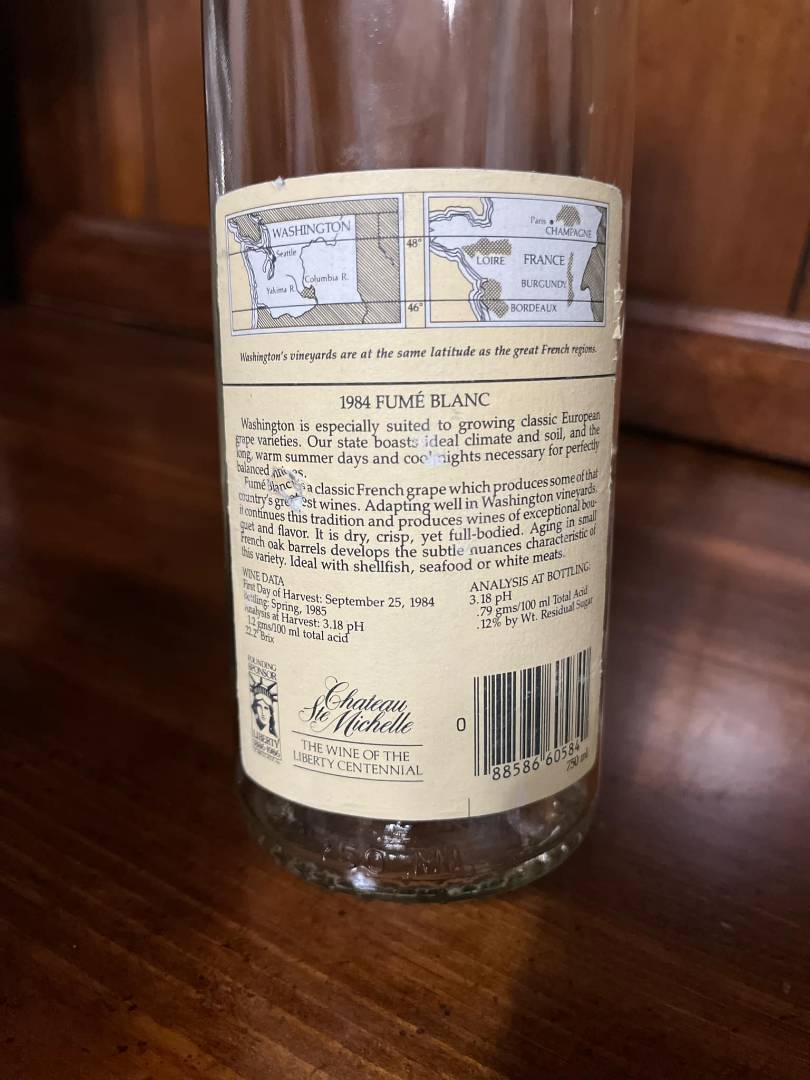 WASHINGTON
Seattle
Columbia R.
Yakima R.
48°
46°
Paris
CHAMPAGNE
LOIRE
FRANCE
BURGUNDY
BORDEAUX
Washington's vineyards are at the same latitude as the great French regions.
1984 FUMÉ BLANC
Washington is especially suited to growing classic European
grape varieties. Our state boasts ideal climate and soil, and the
long, warm summer days and cool nights necessary for perfectly
balanced
Fumé Blanc is a classic French grape which produces some of that
country's greatest wines. Adapting well in Washington vineyards,
it continues this tradition and produces wines of exceptional bou-
quet and flavor. It is dry, crisp, yet full-bodied. Aging in small
French oak barrels develops the subtle nuances characteristic of
this variety. Ideal with shellfish, seafood or white meats.
WINE DATA
First Day of Harvest: September 25, 1984
Bottling: Spring, 1985
Analysis at Harvest: 3.18 pH
1.2 gms/100 ml total acid
22.2° Brix
ANALYSIS AT BOTTLING:
3.18 pH
.79 gms/100 ml Total Acid
.12% by Wt. Residual Sugar
FOUNDING
SPONSOR
LIBERTY
1886-1986
Chateau
Ste Michelle
THE WINE OF THE
LIBERTY CENTENNIAL
0 88586 60584
750 ml
750 ML